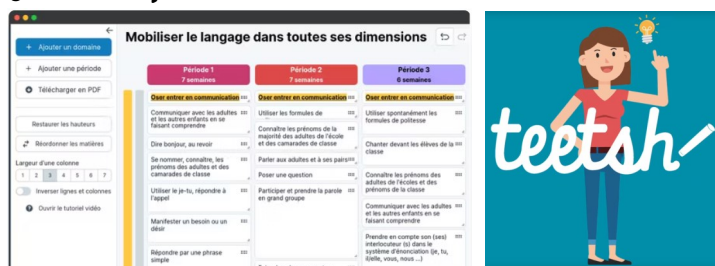 Mobiliser le langage dans toutes ses dimensions
+ Ajouter un domaine
+ Ajouter une période
Télécharger en PDF
Restaurer les hauteurs
Réordonner les matières
Largeur d'une colonne
1 2 3 4 5 6 7
Inverser lignes et colonnes
Ouvrir le tutoriel vidéo
Période 1
7 semaines
Oser entrer en communication
Communiquer avec les adultes
et les autres enfants en se
faisant comprendre
Dire bonjour, au revoir
Se nommer, connaître, les
prénoms des adultes et des
camarades de classe
Utiliser le je-tu, répondre à
l'appel
Manifester un besoin ou un
désir
Répondre par une phrase
simple
Période 2
7 semaines
Oser entrer en communication
Utiliser les formules de
Connaître les prénoms de la
majorité des adultes de l'école
et des camarades de classe
Parler aux adultes et à ses pairs
Poser une question
Participer et prendre la parole
en grand groupe
Période 3
6 semaines
Oser entrer en communication
Utiliser spontanément les
formules de politesse
Chanter devant les élèves de la
classe
Connaître les prénoms des
adultes de l'écoles et des
prénoms de la classe
Communiquer avec les adultes
et les autres enfants en se
faisant comprendre
Prendre en compte son (ses)
interlocuteur (s) dans le
système d'énonciation (je, tu,
il/elle, vous, nous ...)
teetsh